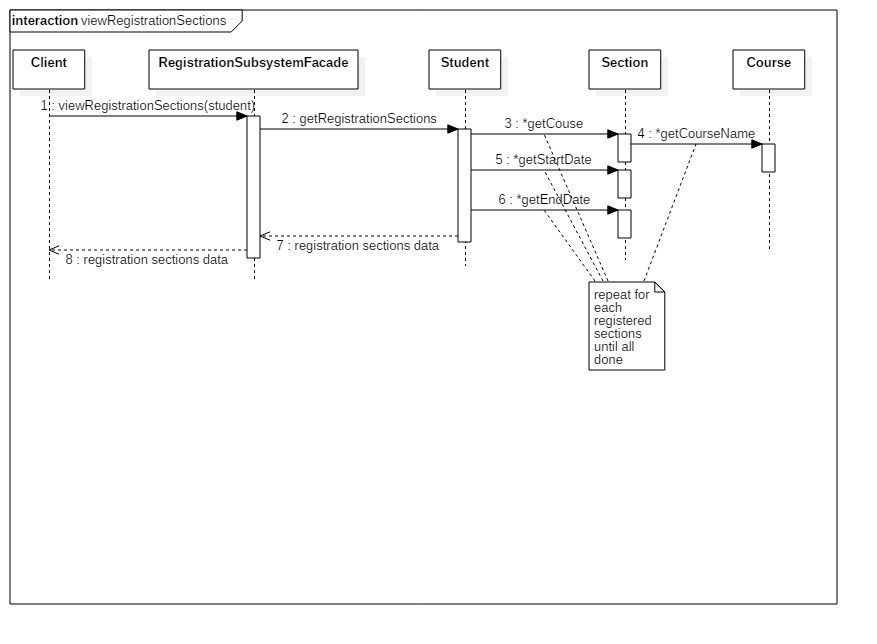 interaction viewRegistrationSections
Client
RegistrationSubsystemFacade
Student
Section
Course
1 : viewRegistrationSections(student)
2 : getRegistrationSections
3 : *getCouse
4 : *getCourseName
5 : *getStartDate
6 : *getEndDate
7 : registration sections data
8 : registration sections data
repeat for
each
registered
sections
until all
done